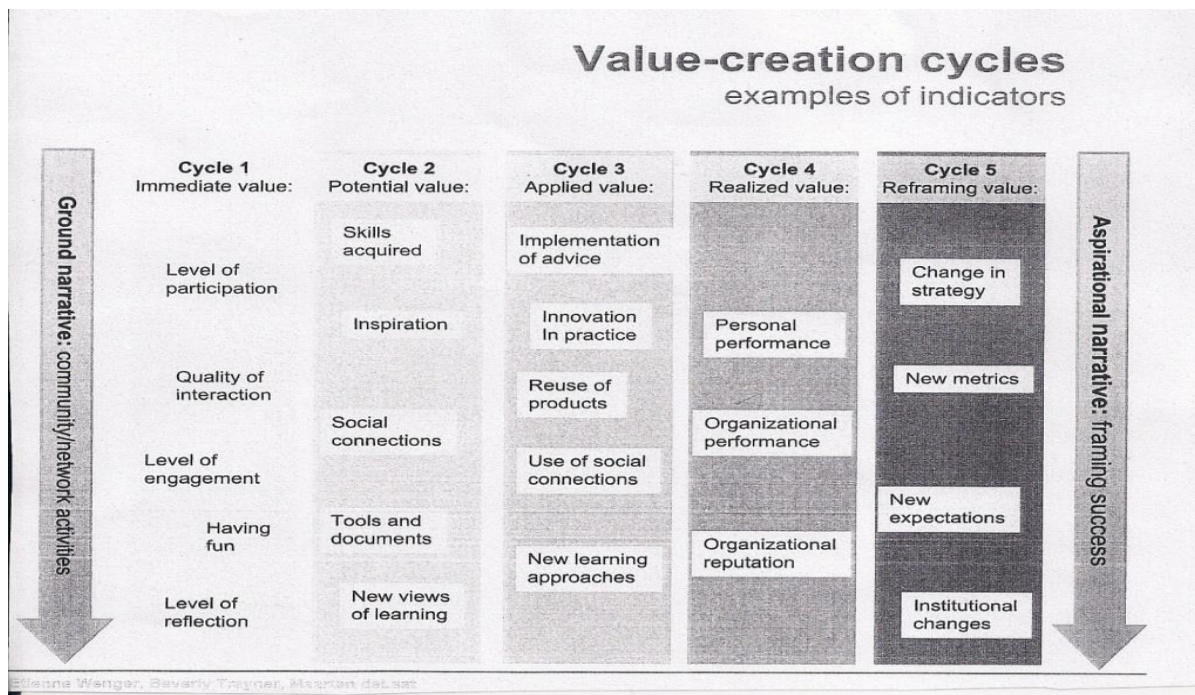 Value-creation cycles
examples of indicators
Ground narrative: community/network activities
Cycle 1
Immediate value:
Level of
participation
Quality of
interaction
Level of
engagement
Having
fun
Level of
reflection
Cycle 2
Potential value:
Skills
acquired
Inspiration
Social
connections
Tools and
documents
New views
of learning
Cycle 3
Applied value:
Implementation
of advice
Innovation
In practice
Reuse of
products
Use of social
connections
New learning
approaches
Cycle 4
Realized value:
Personal
performance
Organizational
performance
Organizational
reputation
Cycle 5
Reframing value:
Change in
strategy
New metrics
New
expectations
Institutional
changes
Aspirational narrative: framing success
Etienne Wenger, Beverly Trayner, Maarten